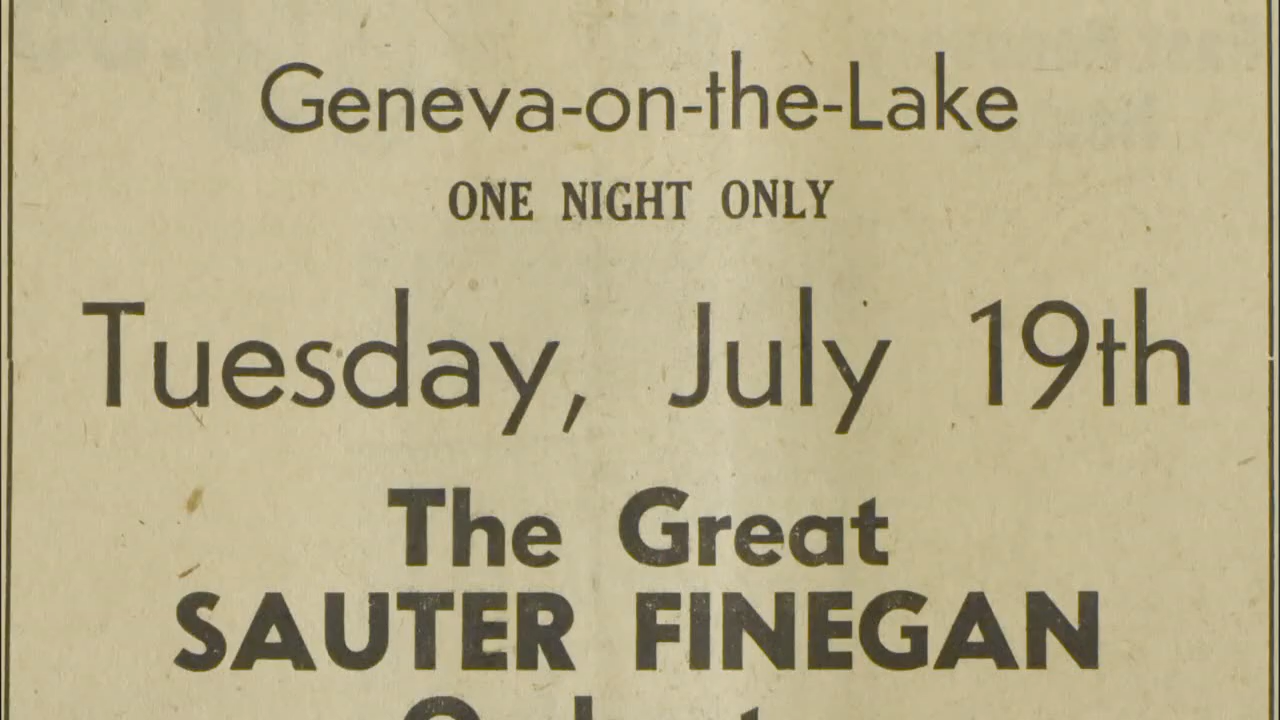 Geneva-on-the-Lake
ONE NIGHT ONLY
Tuesday, July 19th
The Great
SAUTER FINEGAN